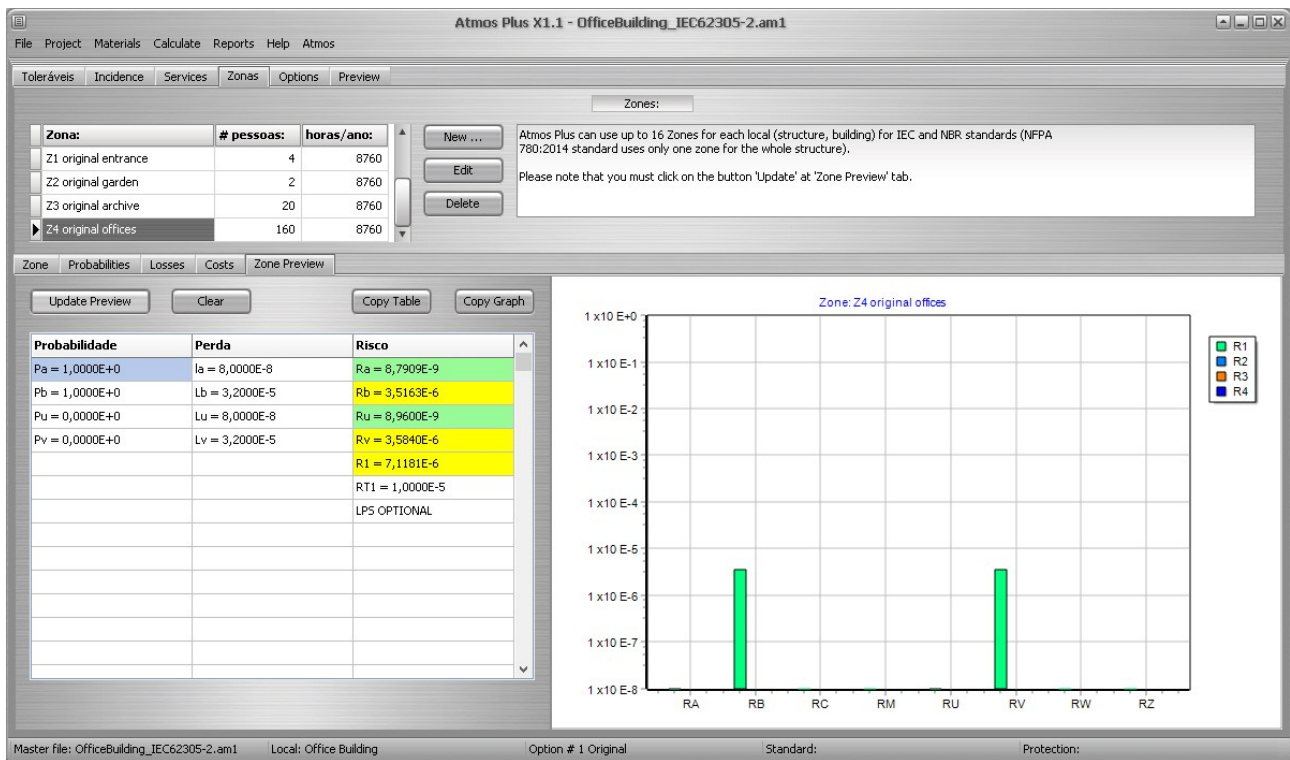 Atmos Plus X1.1 - OfficeBuilding_IEC62305-2.am1
File Project Materials Calculate Reports Help Atmos
Toleráveis Incidence Services Zonas Options Preview
Zones:
Zona: # pessoas: horas/ano:
Z1 original entrance 4 8760
Z2 original garden 2 8760
Z3 original archive 20 8760
Z4 original offices 160 8760
New ...
Edit
Delete
Atmos Plus can use up to 16 Zones for each local (structure, building) for IEC and NBR standards (NFPA
780:2014 standard uses only one zone for the whole structure).
Please note that you must click on the button 'Update' at 'Zone Preview' tab.
Zone Probabilities Losses Costs Zone Preview
Update Preview Clear Copy Table Copy Graph
Probabilidade Perda Risco
Pa = 1,0000E+0 la = 8,0000E-8 Ra = 8,7909E-9
Pb = 1,0000E+0 Lb = 3,2000E-5 Rb = 3,5163E-6
Pu = 0,0000E+0 Lu = 8,0000E-8 Ru = 8,9600E-9
Pv = 0,0000E+0 Lv = 3,2000E-5 Rv = 3,5840E-6
R1 = 7,1181E-6
RT1 = 1,0000E-5
LPS OPTIONAL
Zone: Z4 original offices
1 x10 E+0
1 x10 E-1
1 x10 E-2
1 x10 E-3
1 x10 E-4
1 x10 E-5
1 x10 E-6
1 x10 E-7
1 x10 E-8
RA RB RC RM RU RV RW RZ
R1
R2
R3
R4
Master file: OfficeBuilding_IEC62305-2.am1 Local: Office Building Option # 1 Original Standard: Protection: